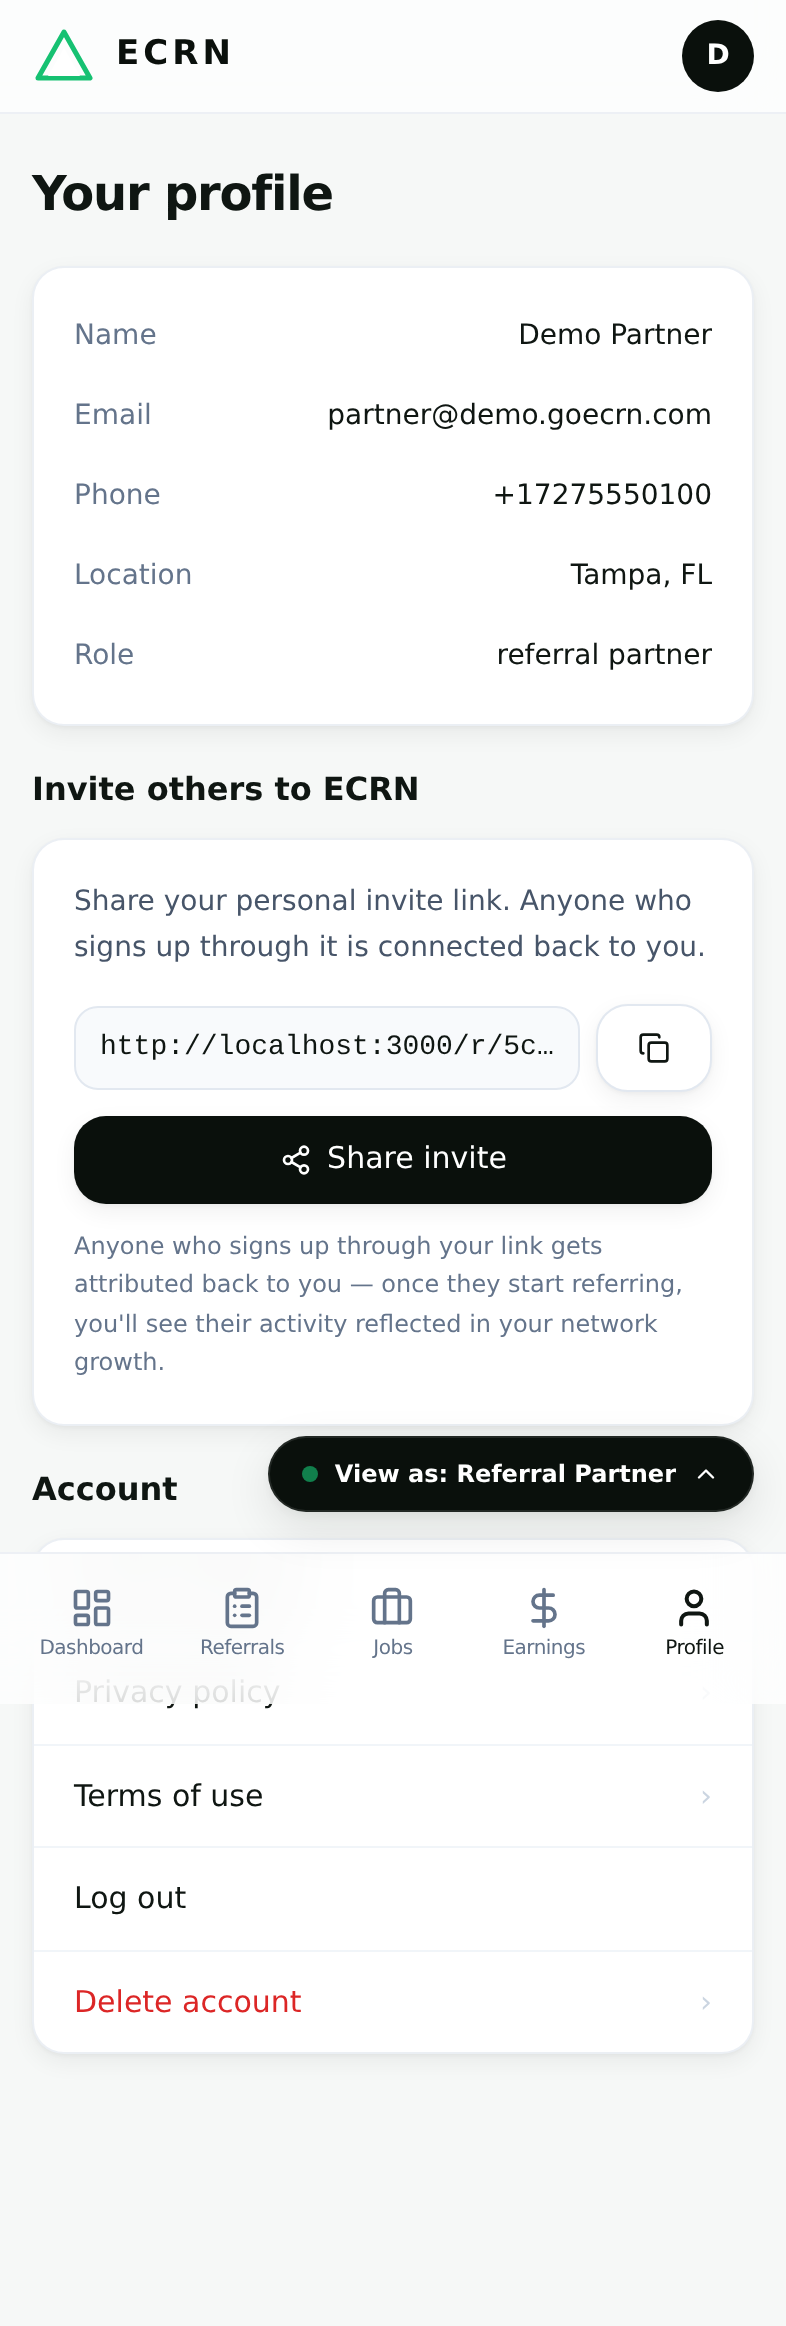 ECRN
D
Your profile
Name
Demo Partner
Email
partner@demo.goecrn.com
Phone
+17275550100
Location
Tampa, FL
Role
referral partner
Invite others to ECRN
Share your personal invite link. Anyone who
signs up through it is connected back to you.
http://localhost:3000/r/5c…
Share invite
Anyone who signs up through your link gets
attributed back to you — once they start referring,
you'll see their activity reflected in your network
growth.
Account
View as: Referral Partner
Dashboard
Referrals
Jobs
Earnings
Profile
Privacy policy
Terms of use
Log out
Delete account